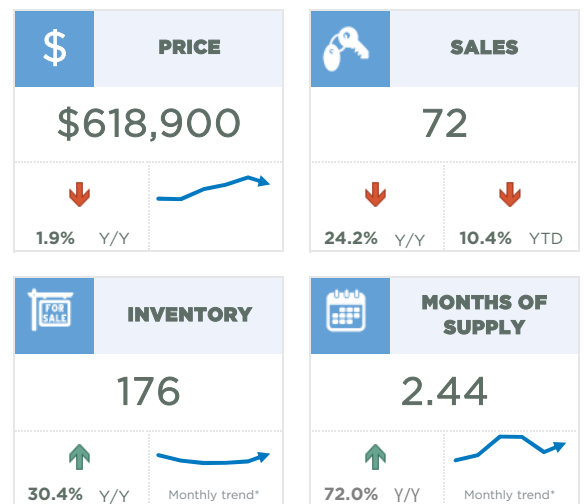 $
PRICE
$618,900
1.9% Y/Y
SALES
72
24.2% Y/Y
10.4% YTD
FOR
SALE
INVENTORY
176
30.4% Y/Y
Monthly trend*
MONTHS OF
SUPPLY
2.44
72.0% Y/Y
Monthly trend*